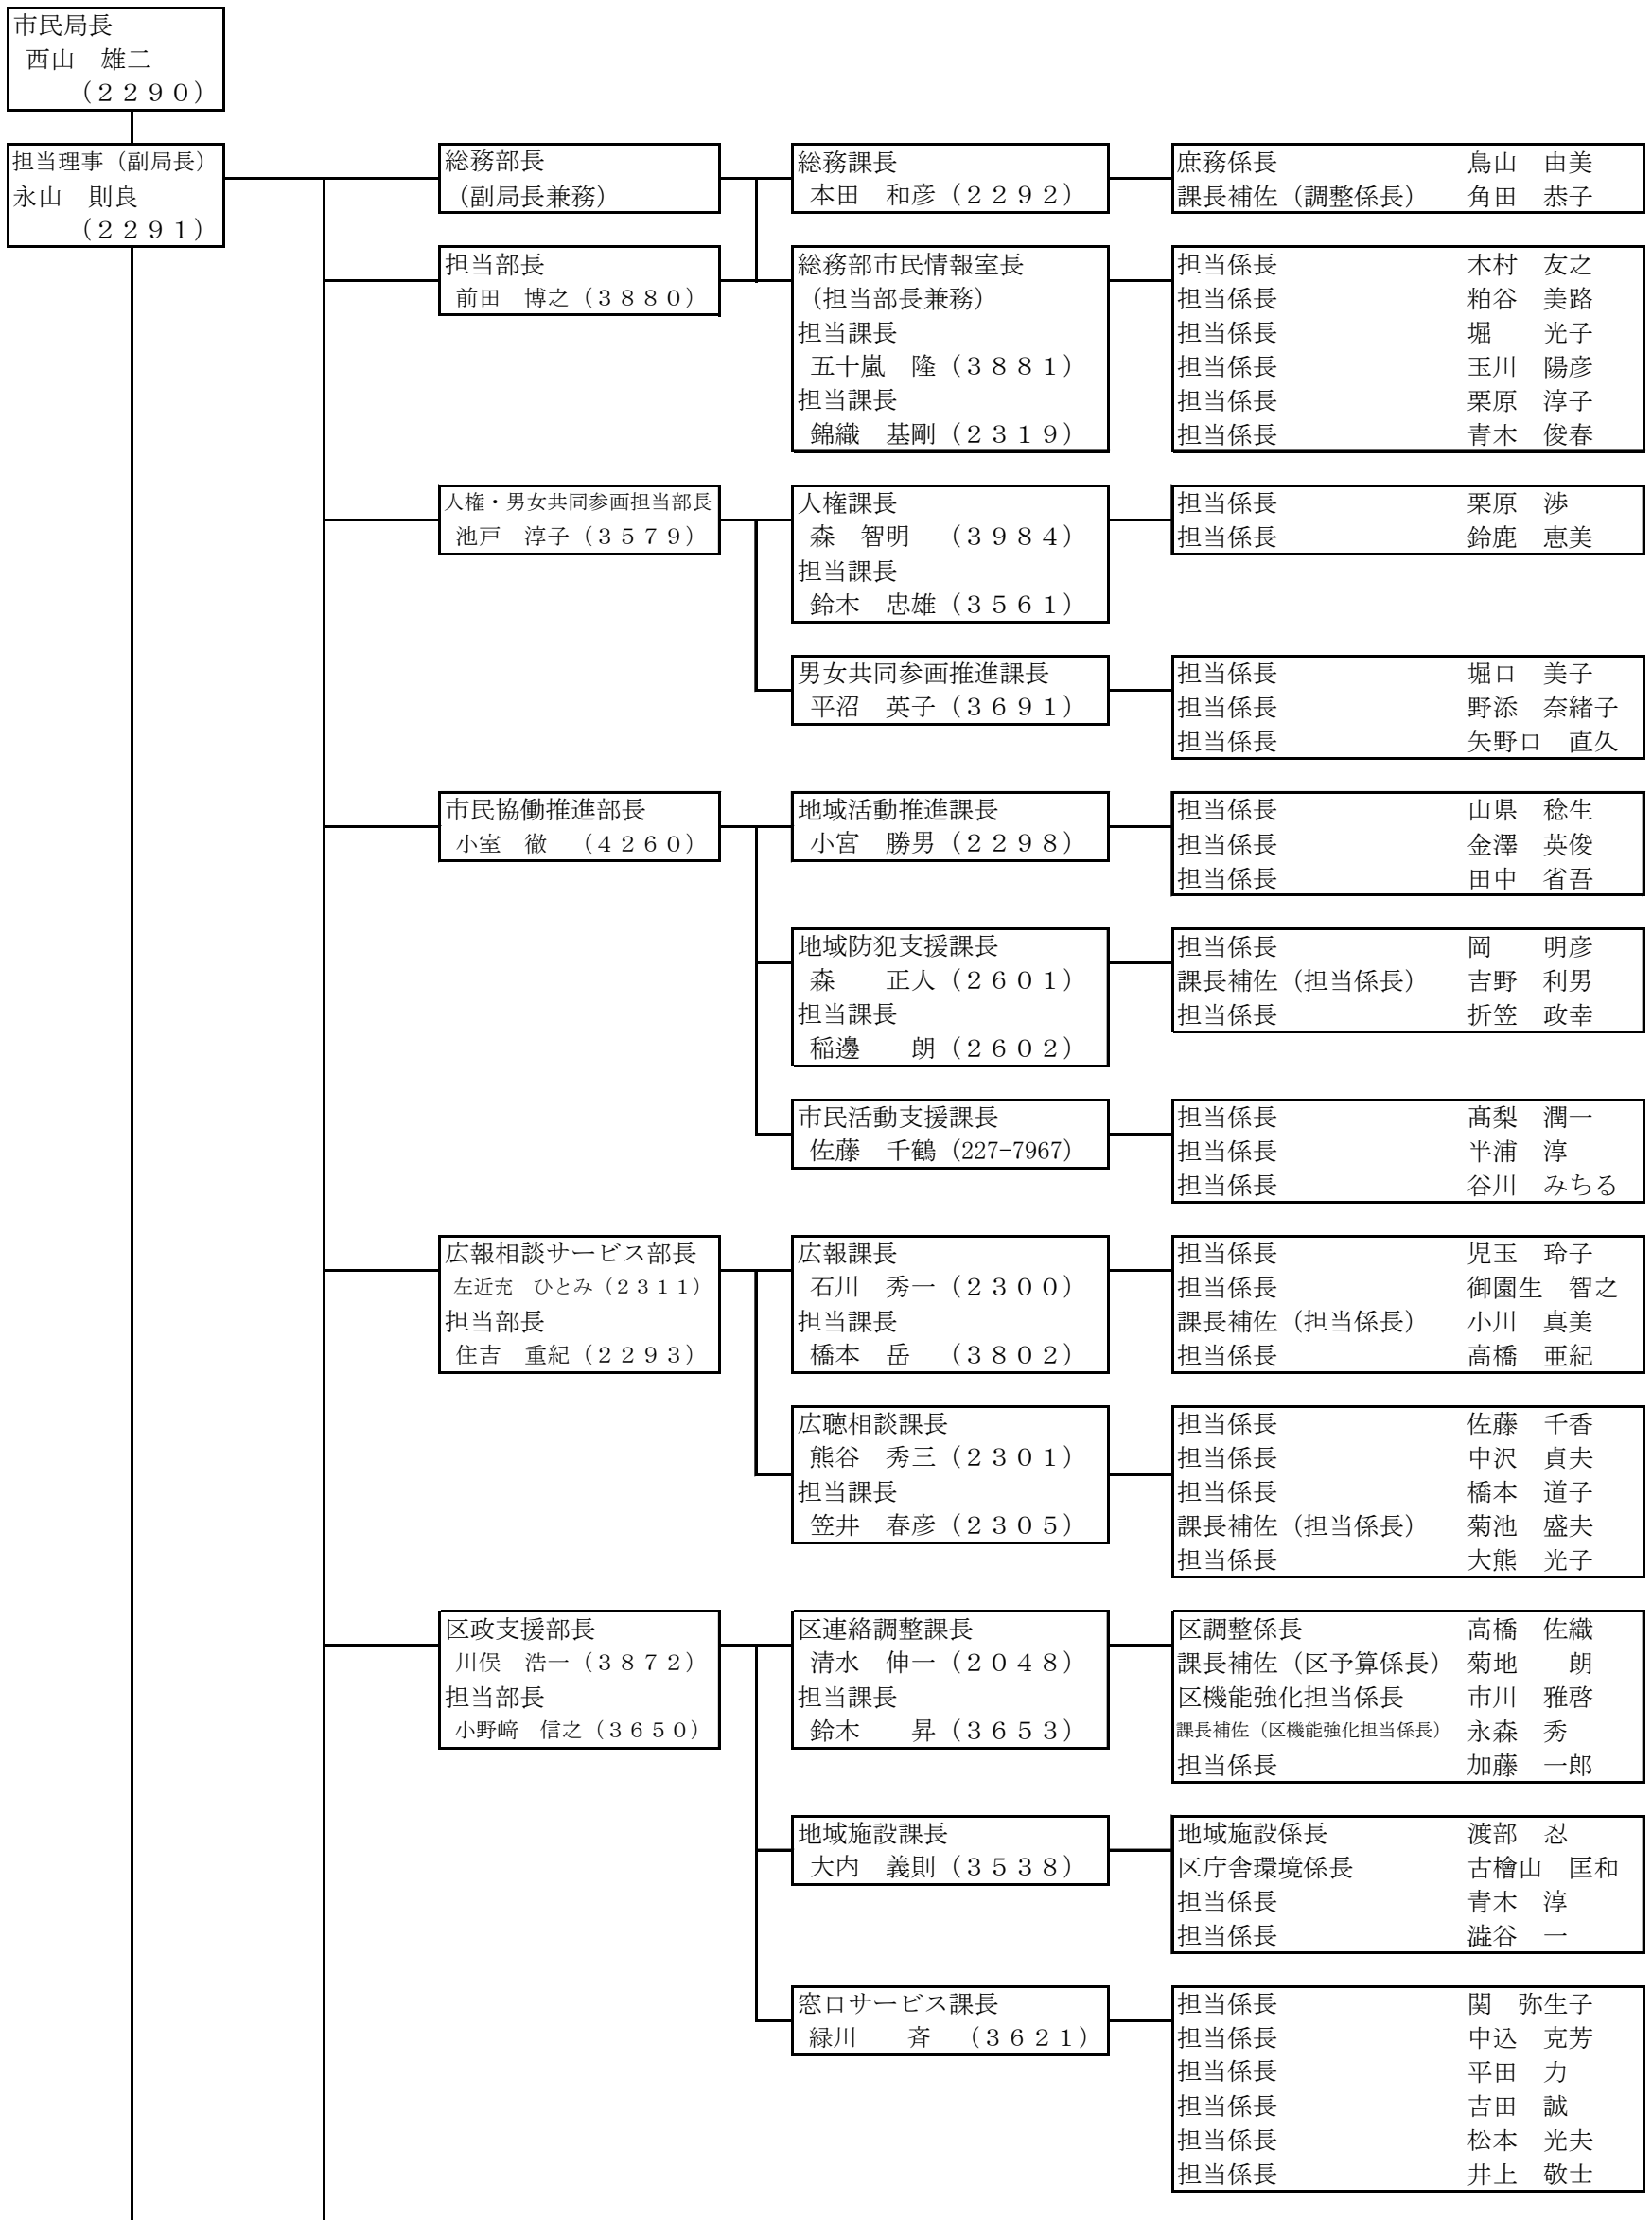 市民局長
西山　雄二
（２２９０）
担当理事（副局長）
永山　則良
（２２９１）
総務部長
（副局長兼務）
総務課長
本田　和彦（２２９２）
庶務係長　鳥山　由美
課長補佐（調整係長）　角田　恭子
担当部長
前田　博之（３８８０）
総務部市民情報室長
（担当部長兼務）
担当課長
五十嵐　隆（３８８１）
担当課長
錦織　基剛（２３１９）
担当係長　木村　友之
担当係長　粕谷　美路
担当係長　堀　　光子
担当係長　玉川　陽彦
担当係長　栗原　淳子
担当係長　青木　俊春
人権・男女共同参画担当部長
池戸　淳子（３５７９）
人権課長
森　智明　（３９８４）
担当課長
鈴木　忠雄（３５６１）
担当係長　栗原　渉
担当係長　鈴鹿　恵美
男女共同参画推進課長
平沼　英子（３６９１）
担当係長　堀口　美子
担当係長　野添　奈緒子
担当係長　矢野口　直久
市民協働推進部長
小室　徹　（４２６０）
地域活動推進課長
小宮　勝男（２２９８）
担当係長　山県　稔生
担当係長　金澤　英俊
担当係長　田中　省吾
地域防犯支援課長
森　　正人（２６０１）
担当課長
稲邊　　朗（２６０２）
担当係長　岡　　明彦
課長補佐（担当係長）　吉野　利男
担当係長　折笠　政幸
市民活動支援課長
佐藤　千鶴（227-7967）
担当係長　髙梨　潤一
担当係長　半浦　淳
担当係長　谷川　みちる
広報相談サービス部長
左近充　ひとみ（２３１１）
担当部長
住吉　重紀（２２９３）
広報課長
石川　秀一（２３００）
担当課長
橋本　岳　（３８０２）
担当係長　児玉　玲子
担当係長　御園生　智之
課長補佐（担当係長）　小川　真美
担当係長　高橋　亜紀
広聴相談課長
熊谷　秀三（２３０１）
担当課長
笠井　春彦（２３０５）
担当係長　佐藤　千香
担当係長　中沢　貞夫
担当係長　橋本　道子
課長補佐（担当係長）　菊池　盛夫
担当係長　大熊　光子
区政支援部長
川俣　浩一（３８７２）
担当部長
小野﨑　信之（３６５０）
区連絡調整課長
清水　伸一（２０４８）
担当課長
鈴木　　昇（３６５３）
区調整係長　高橋　佐織
課長補佐（区予算係長）　菊地　　朗
区機能強化担当係長　市川　雅啓
課長補佐（区機能強化担当係長）　永森　秀
担当係長　加藤　一郎
地域施設課長
大内　義則（３５３８）
地域施設係長　渡部　忍
区庁舎環境係長　古檜山　匡和
担当係長　青木　淳
担当係長　澁谷　一
窓口サービス課長
緑川　　斉　（３６２１）
担当係長　関　弥生子
担当係長　中込　克芳
担当係長　平田　力
担当係長　吉田　誠
担当係長　松本　光夫
担当係長　井上　敬士